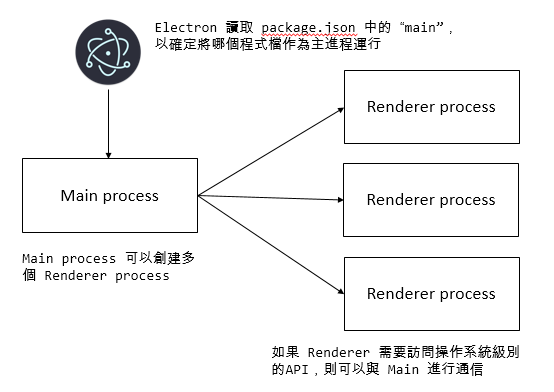 Electron 讀取 package.json 中的 “main”,
以確定將哪個程式檔作為主進程運行
Renderer process
Main process
Renderer process
Renderer process
Main process 可以創建多
個 Renderer process
如果 Renderer 需要訪問操作系統級別
的API，則可以與 Main 進行通信